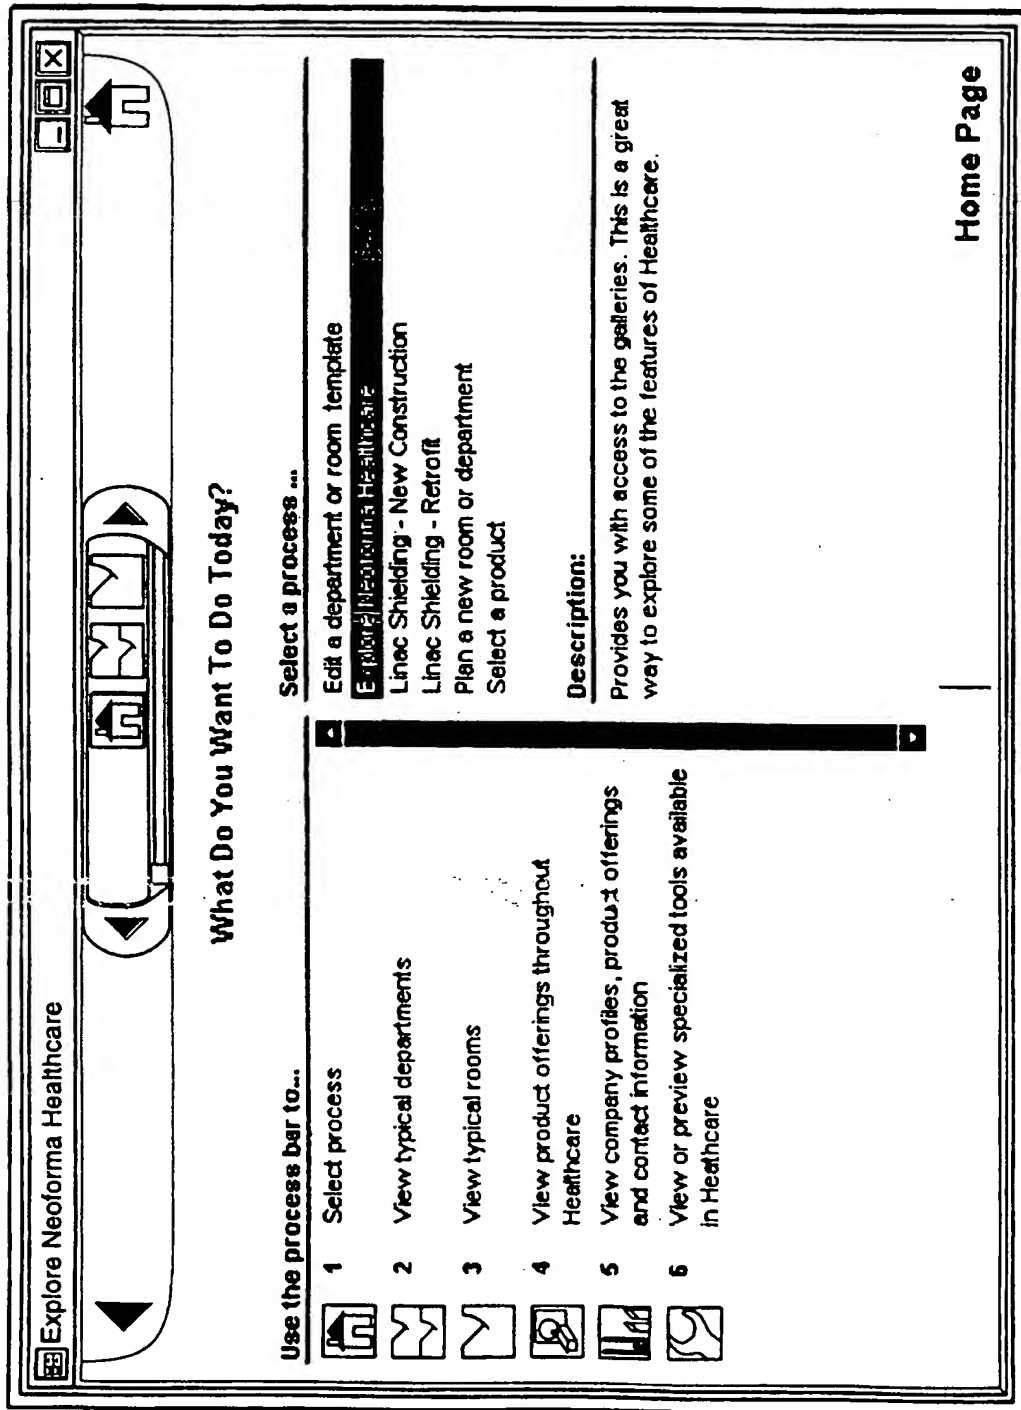 Explore Neoforma Healthcare
What Do You Want To Do Today?
Use the process bar to...
1 Select process
2 View typical departments
3 View typical rooms
4 View product offerings throughout
Healthcare
5 View company profiles, product offerings
and contact information
6 View or preview specialized tools available
in Heathcare
Select a process ...
Edit a department or room template
Explore Neoforma Healthcare
Linac Shielding - New Construction
Linac Shielding - Retrofit
Plan a new room or department
Select a product
Description:
Provides you with access to the galleries. This is a great
way to explore some of the features of Healthcare.
Home Page